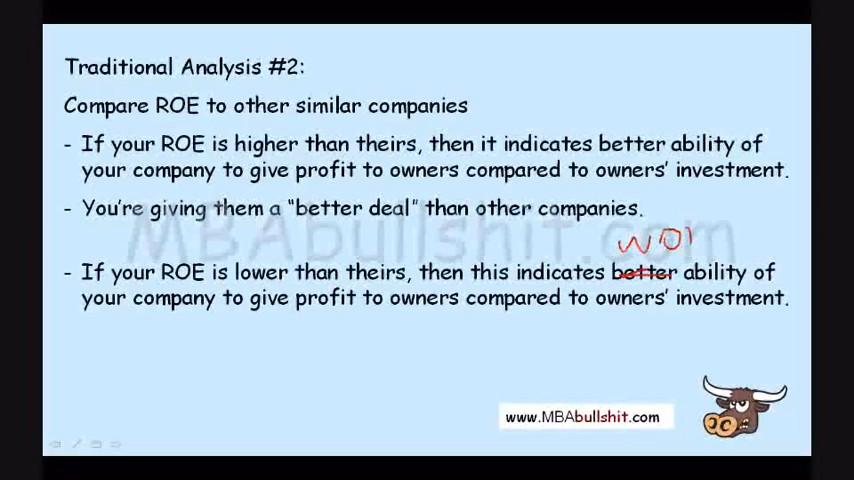 Traditional Analysis #2:
Compare ROE to other similar companies
- If your ROE is higher than theirs, then it indicates better ability of
your company to give profit to owners compared to owners' investment.
- You're giving them a "better deal" than other companies.
MBAbullshit.com
wor
- If your ROE is lower than theirs, then this indicates better ability of
your company to give profit to owners compared to owners' investment.
www.MBAbullshit.com